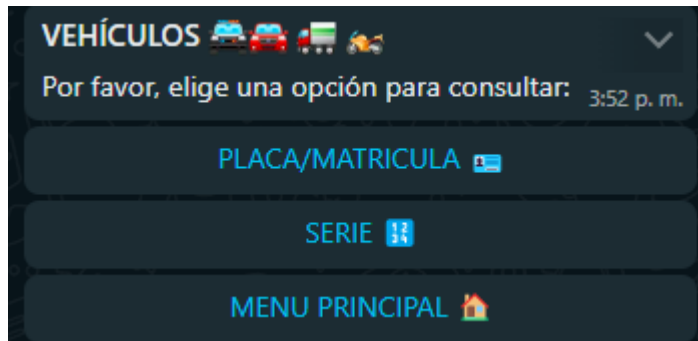 VEHÍCULOS 🚔🚘🚛🏍️
Por favor, elige una opción para consultar: 3:52 p. m.
PLACA/MATRICULA 🪪
SERIE 🔢
MENU PRINCIPAL 🏠